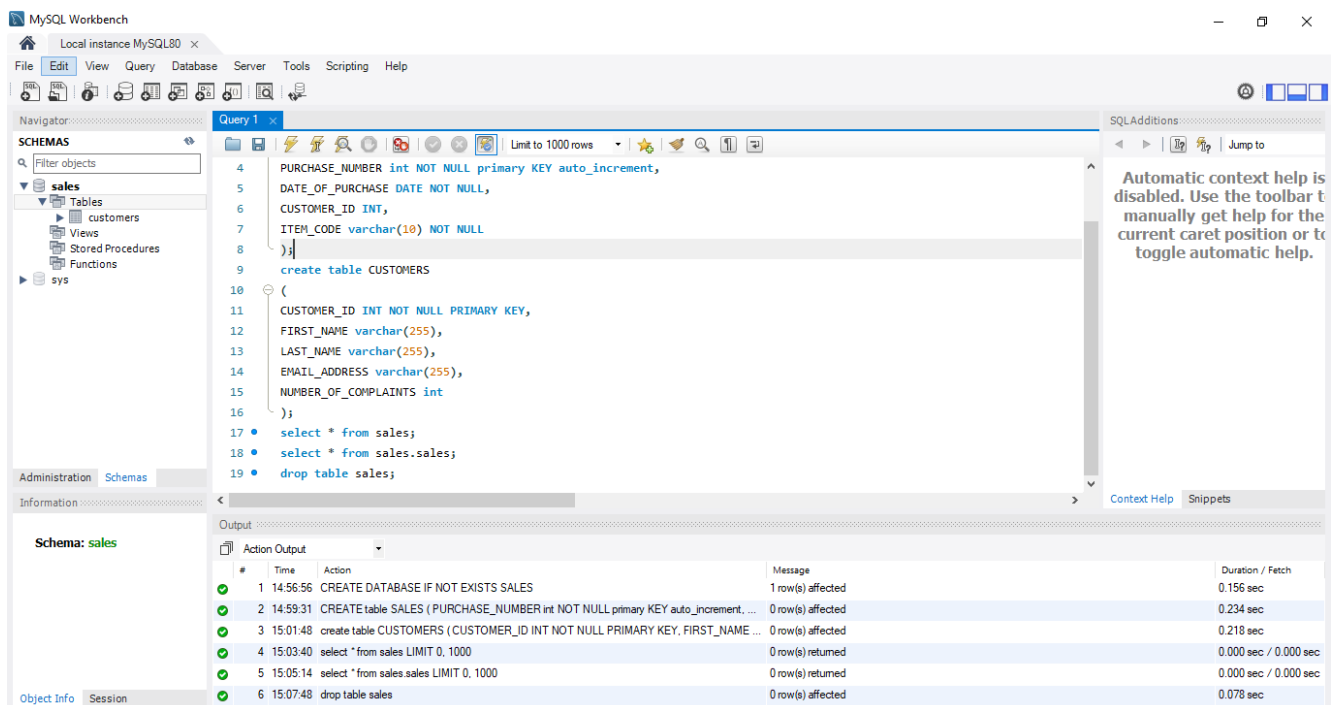 MySQL Workbench
Local instance MySQL80
File Edit View Query Database Server Tools Scripting Help
Navigator
SCHEMAS
Filter objects
sales
Tables
customers
Views
Stored Procedures
Functions
sys
Administration Schemas
Information
Schema: sales
Object Info Session
Query 1
Limit to 1000 rows
4 PURCHASE_NUMBER int NOT NULL primary KEY auto_increment,
5 DATE_OF_PURCHASE DATE NOT NULL,
6 CUSTOMER_ID INT,
7 ITEM_CODE varchar(10) NOT NULL
8 );
9 create table CUSTOMERS
10 (
11 CUSTOMER_ID INT NOT NULL PRIMARY KEY,
12 FIRST_NAME varchar(255),
13 LAST_NAME varchar(255),
14 EMAIL_ADDRESS varchar(255),
15 NUMBER_OF_COMPLAINTS int
16 );
17 select * from sales;
18 select * from sales.sales;
19 drop table sales;
SQLAdditions
Jump to
Automatic context help is
disabled. Use the toolbar t
manually get help for the
current caret position or to
toggle automatic help.
Context Help Snippets
Output
Action Output
# Time Action Message Duration / Fetch
1 14:56:56 CREATE DATABASE IF NOT EXISTS SALES 1 row(s) affected 0.156 sec
2 14:59:31 CREATE table SALES ( PURCHASE_NUMBER int NOT NULL primary KEY auto_increment, ... 0 row(s) affected 0.234 sec
3 15:01:48 create table CUSTOMERS ( CUSTOMER_ID INT NOT NULL PRIMARY KEY, FIRST_NAME ... 0 row(s) affected 0.218 sec
4 15:03:40 select * from sales LIMIT 0, 1000 0 row(s) returned 0.000 sec / 0.000 sec
5 15:05:14 select * from sales.sales LIMIT 0, 1000 0 row(s) returned 0.000 sec / 0.000 sec
6 15:07:48 drop table sales 0 row(s) affected 0.078 sec